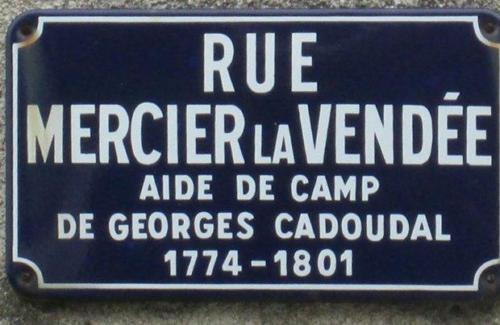 RUE
MERCIER LA VENDÉE
AIDE DE CAMP
DE GEORGES CADOUDAL
1774-1801